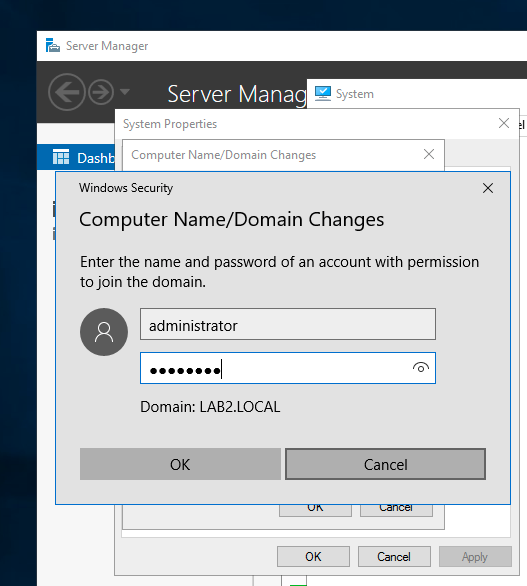 Server Manager
Server Manag
System
System Properties
Computer Name/Domain Changes
Dashb
Windows Security
Computer Name/Domain Changes
Enter the name and password of an account with permission
to join the domain.
administrator
Domain: LAB2.LOCAL
OK
Cancel
OK
Cancel
OK
Cancel
Apply